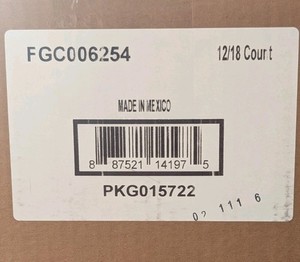 FGC006254 12/18 Count
MADE IN MEXICO
8 87521 14197 5
PKG015722
02 111 6